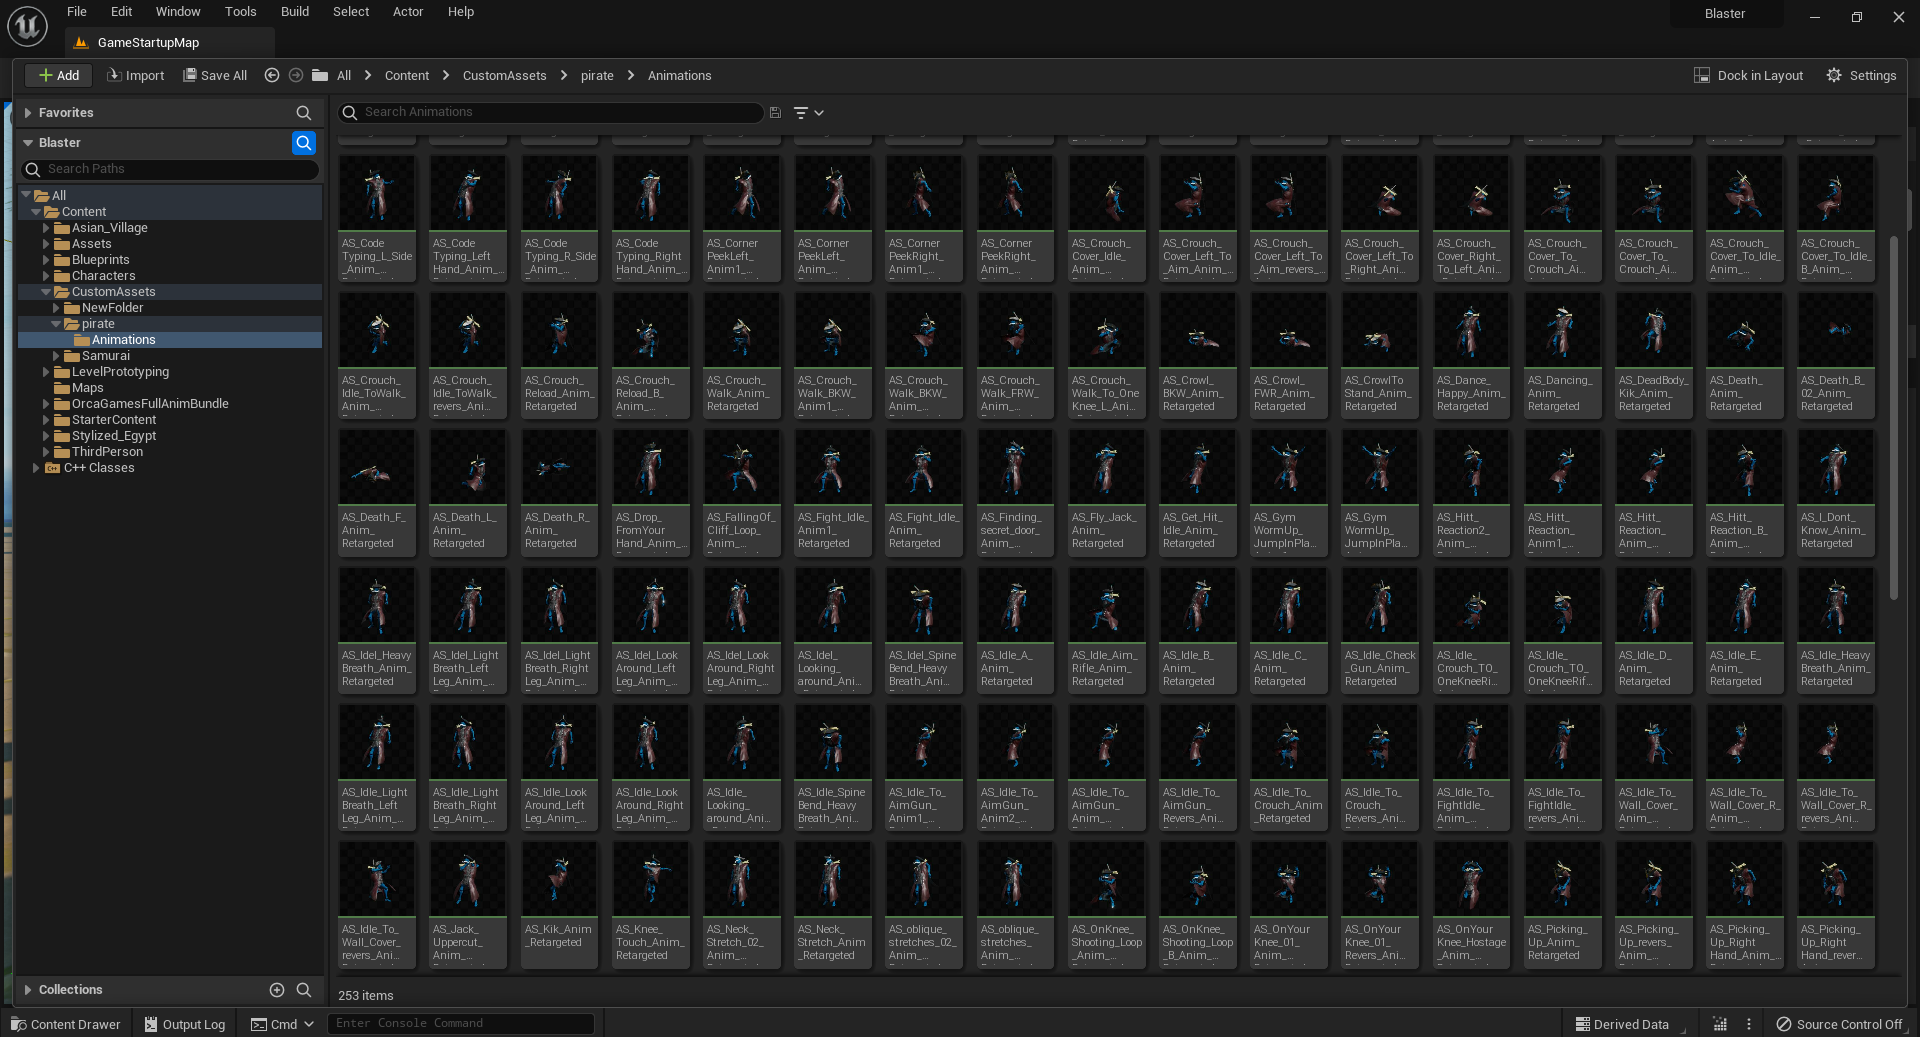 File Edit Window Tools Build Select Actor Help
Blaster
GameStartupMap
Add Import Save All All Content CustomAssets pirate Animations Dock in Layout Settings
Favorites
Blaster
Search Paths
All
Content
Asian_Village
Assets
Blueprints
Characters
CustomAssets
NewFolder
pirate
Animations
Samurai
LevelPrototyping
Maps
OrcaGamesFullAnimBundle
StarterContent
Stylized_Egypt
ThirdPerson
C++ Classes
Collections
Search Animations
AS_Code AS_Code AS_Code AS_Code AS_Corner AS_Corner AS_Corner AS_Corner AS_Crouch_ AS_Crouch_ AS_Crouch_ AS_Crouch_ AS_Crouch_ AS_Crouch_ AS_Crouch_ AS_Crouch_ AS_Crouch_
Typing_L_Side Typing_Left Typing_R_Side Typing_Right PeekLeft_ PeekLeft_ PeekRight_ PeekRight_ Cover_Idle_ Cover_Left_To Cover_Left_To Cover_Left_To Cover_Right_ Cover_To_ Cover_To_ Cover_To_Idle_ Cover_To_Idle_
_Anim_... Hand_Anim_... _Anim_... Hand_Anim_... Anim1_... Anim_... Anim1_... Anim_... Anim_... _Aim_Anim_... _Aim_revers_... _Right_Ani... To_Left_Ani... Crouch_Ai... Crouch_Ai... Anim_... B_Anim_...
AS_Crouch_ AS_Crouch_ AS_Crouch_ AS_Crouch_ AS_Crouch_ AS_Crouch_ AS_Crouch_ AS_Crouch_ AS_Crouch_ AS_Crowl_ AS_Crowl_ AS_CrowlTo AS_Dance_ AS_Dancing_ AS_DeadBody_ AS_Death_ AS_Death_B_
Idle_ToWalk_ Idle_ToWalk_ Reload_Anim_ Reload_B_ Walk_Anim_ Walk_BKW_ Walk_BKW_ Walk_FRW_ Walk_To_One BKW_Anim_ FWR_Anim_ Stand_Anim_ Happy_Anim_ Anim_ Kik_Anim_ Anim_ 02_Anim_
Anim_... revers_Ani... Retargeted Anim_... Retargeted Anim1_... Anim_... Anim_... Knee_L_Ani... Retargeted Retargeted Retargeted Retargeted Retargeted Retargeted Retargeted Retargeted
AS_Death_F_ AS_Death_L_ AS_Death_R_ AS_Drop_ AS_FallingOf_ AS_Fight_Idle_ AS_Fight_Idle_ AS_Finding_ AS_Fly_Jack_ AS_Get_Hit_ AS_Gym AS_Gym AS_Hitt_ AS_Hitt_ AS_Hitt_ AS_Hitt_ AS_I_Dont_
Anim_ Anim_ Anim_ FromYour Cliff_Loop_ Anim1_ Anim_ secret_door_ Anim_ Idle_Anim_ WormUp_ WormUp_ Reaction2_ Reaction_ Reaction_ Reaction_B_ Know_Anim_
Retargeted Retargeted Retargeted Hand_Anim_... Anim_... Retargeted Retargeted Anim_... Retargeted Retargeted JumpInPla... JumpInPla... Anim_... Anim1_... Anim_... Anim_... Retargeted
AS_Idel_Heavy AS_Idel_Light AS_Idel_Light AS_Idel_Look AS_Idel_Look AS_Idel_ AS_Idel_Spine AS_Idle_A_ AS_Idle_Aim_ AS_Idle_B_ AS_Idle_C_ AS_Idle_Check AS_Idle_ AS_Idle_ AS_Idle_D_ AS_Idle_E_ AS_Idle_Heavy
Breath_Anim_ Breath_Left Breath_Right Around_Left Around_Right Looking_ Bend_Heavy Anim_ Rifle_Anim_ Anim_ Anim_ _Gun_Anim_ Crouch_TO_ Crouch_TO_ Anim_ Anim_ Breath_Anim_
Retargeted Leg_Anim_... Leg_Anim_... Leg_Anim_... Leg_Anim_... around_Ani... Breath_Ani... Retargeted Retargeted Retargeted Retargeted Retargeted OneKneeRi... OneKneeRif... Retargeted Retargeted Retargeted
AS_Idle_Light AS_Idle_Light AS_Idle_Look AS_Idle_Look AS_Idle_ AS_Idle_Spine AS_Idle_To_ AS_Idle_To_ AS_Idle_To_ AS_Idle_To_ AS_Idle_To_ AS_Idle_To_ AS_Idle_To_ AS_Idle_To_ AS_Idle_To_ AS_Idle_To_ AS_Idle_To_
Breath_Left Breath_Right Around_Left Around_Right Looking_ Bend_Heavy AimGun_ AimGun_ AimGun_ AimGun_ Crouch_Anim Crouch_ FightIdle_ FightIdle_ Wall_Cover_ Wall_Cover_R_ Wall_Cover_R_
Leg_Anim_... Leg_Anim_... Leg_Anim_... Leg_Anim_... around_Ani... Breath_Ani... Anim1_... Anim2_... Anim_... Revers_Ani... _Retargeted Revers_Ani... Anim_... revers_Ani... Anim_... Anim_... revers_Ani...
AS_Idle_To_ AS_Jack_ AS_Kik_Anim AS_Knee_ AS_Neck_ AS_Neck_ AS_oblique_ AS_oblique_ AS_OnKnee_ AS_OnKnee_ AS_OnYour AS_OnYour AS_OnYour AS_Picking_ AS_Picking_ AS_Picking_ AS_Picking_
Wall_Cover_ Uppercut_ _Retargeted Touch_Anim_ Stretch_02_ Stretch_Anim stretches_02_ stretches_ Shooting_Loop Shooting_Loop Knee_01_ Knee_01_ Knee_Hostage Up_Anim_ Up_revers_ Up_Right Up_Right
revers_Ani... Anim_... Retargeted Anim_... _Retargeted Anim_... Anim_... _Anim_... _B_Anim_... Anim_... Revers_Ani... _Anim_... Retargeted Anim_... Hand_Anim_... Hand_rever...
253 items
Content Drawer Output Log Cmd Enter Console Command Derived Data Source Control Off